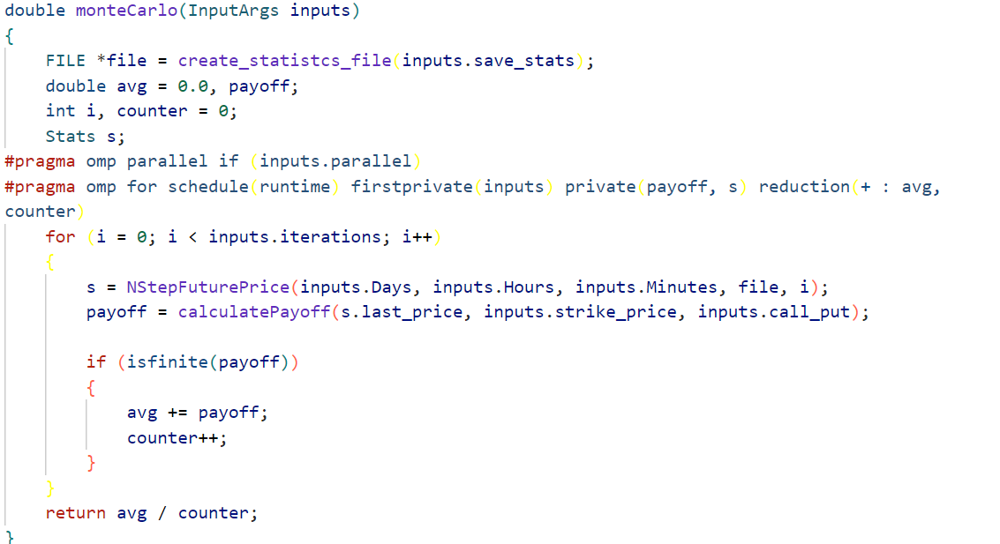 double monteCarlo(InputArgs inputs)
{
    FILE *file = create_statistcs_file(inputs.save_stats);
    double avg = 0.0, payoff;
    int i, counter = 0;
    Stats s;
#pragma omp parallel if (inputs.parallel)
#pragma omp for schedule(runtime) firstprivate(inputs) private(payoff, s) reduction(+ : avg,
counter)
    for (i = 0; i < inputs.iterations; i++)
    {
        s = NStepFuturePrice(inputs.Days, inputs.Hours, inputs.Minutes, file, i);
        payoff = calculatePayoff(s.last_price, inputs.strike_price, inputs.call_put);

        if (isfinite(payoff))
        {
            avg += payoff;
            counter++;
        }
    }
    return avg / counter;
}